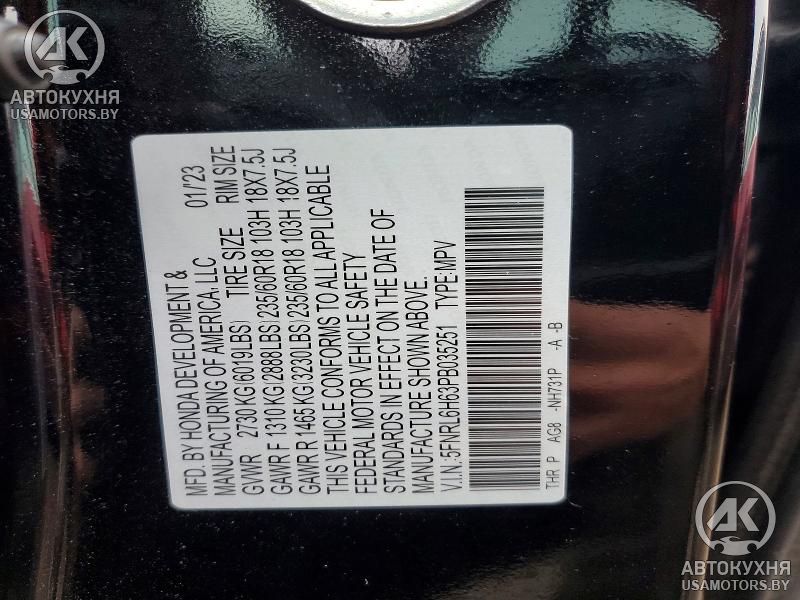 AK
АВТОКУХНЯ
USAMOTORS.BY
MFD. BY HONDA DEVELOPMENT &
MANUFACTURING OF AMERICA, LLC 01/'23
GVWR 2730 KG(6019LBS) TIRE SIZE RIM SIZE
GAWR F 1310 KG(2888LBS)235/60R18 103H 18X7.5J
GAWR R 1465 KG(3230LBS)235/60R18 103H 18X7.5J
THIS VEHICLE CONFORMS TO ALL APPLICABLE
FEDERAL MOTOR VEHICLE SAFETY
STANDARDS IN EFFECT ON THE DATE OF
MANUFACTURE SHOWN ABOVE.
V.I.N.:5FNRL6H63PB035251 TYPE:MPV
THR P AG8 -NH731P -A -B
AK
АВТОКУХНЯ
USAMOTORS.BY